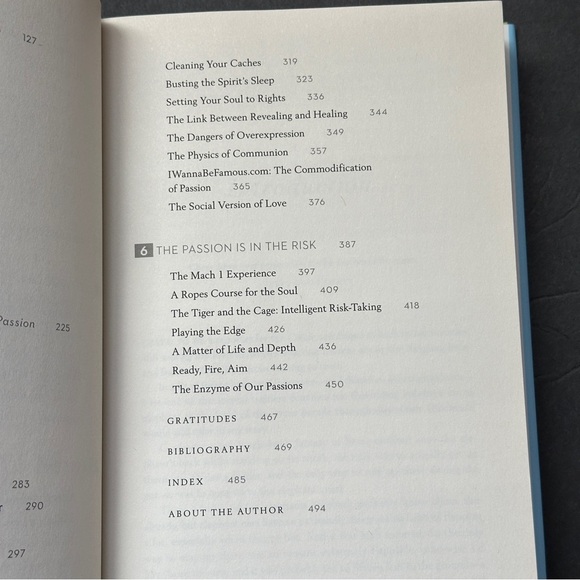 127
Passion 225
283
290
297
Cleaning Your Caches 319
Busting the Spirit's Sleep 323
Setting Your Soul to Rights 336
The Link Between Revealing and Healing 344
The Dangers of Overexpression 349
The Physics of Communion 357
IWannaBeFamous.com: The Commodification
of Passion 365
The Social Version of Love 376
6 THE PASSION IS IN THE RISK 387
The Mach 1 Experience 397
A Ropes Course for the Soul 409
The Tiger and the Cage: Intelligent Risk-Taking 418
Playing the Edge 426
A Matter of Life and Depth 436
Ready, Fire, Aim 442
The Enzyme of Our Passions 450
GRATITUDES 467
BIBLIOGRAPHY 469
INDEX 485
ABOUT THE AUTHOR 494